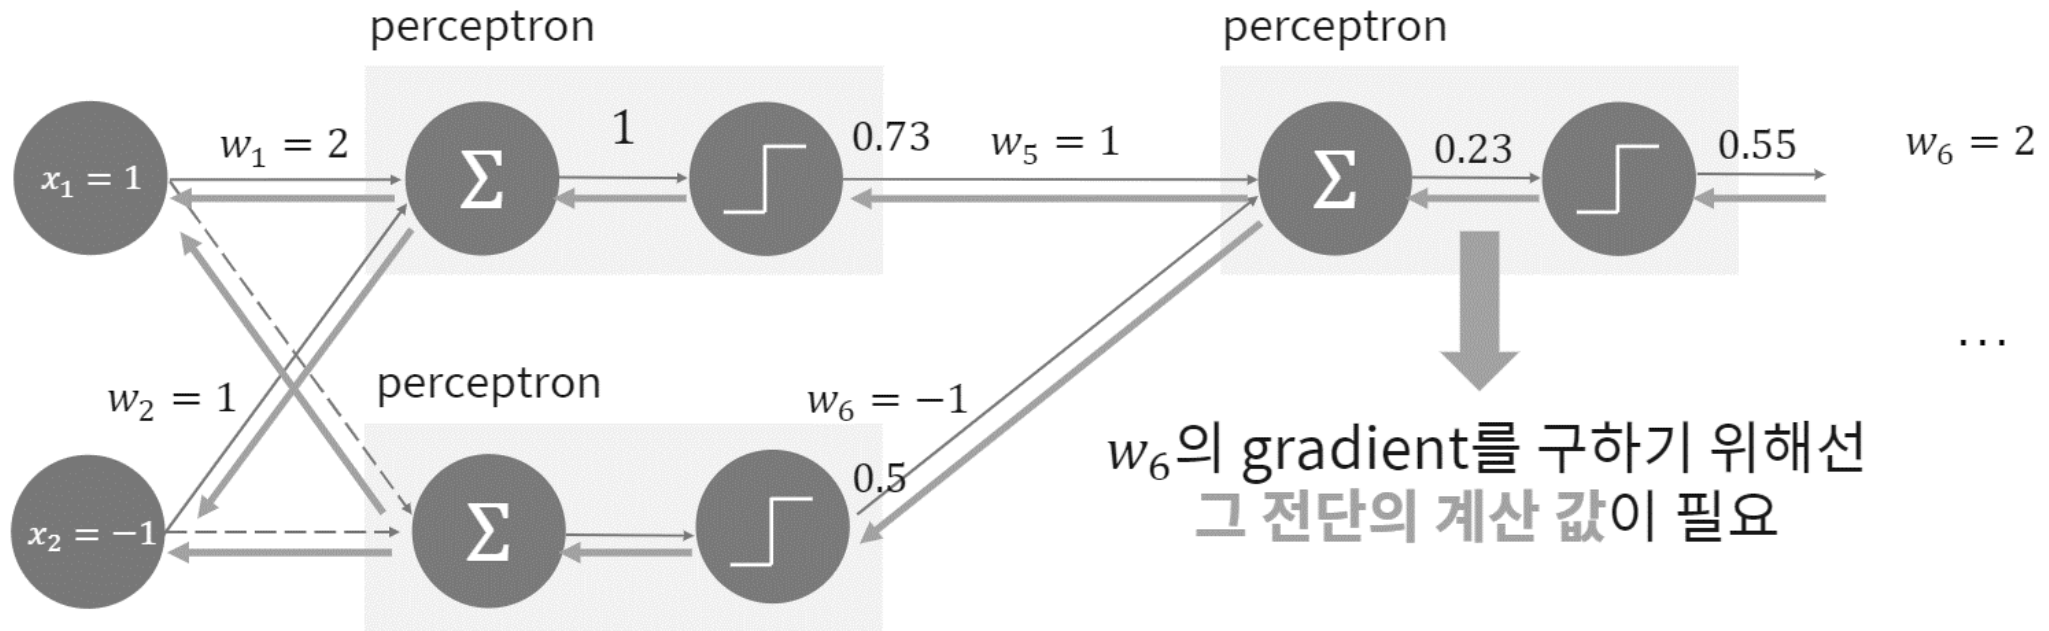 perceptron
perceptron
x₁ = 1
w₁ = 2
Σ
1
0.73
w₅ = 1
Σ
0.23
0.55
w₆ = 2
...
w₂ = 1
perceptron
w₆ = −1
x₂ = −1
Σ
0.5
w₆의 gradient를 구하기 위해선
그 전단의 계산 값이 필요